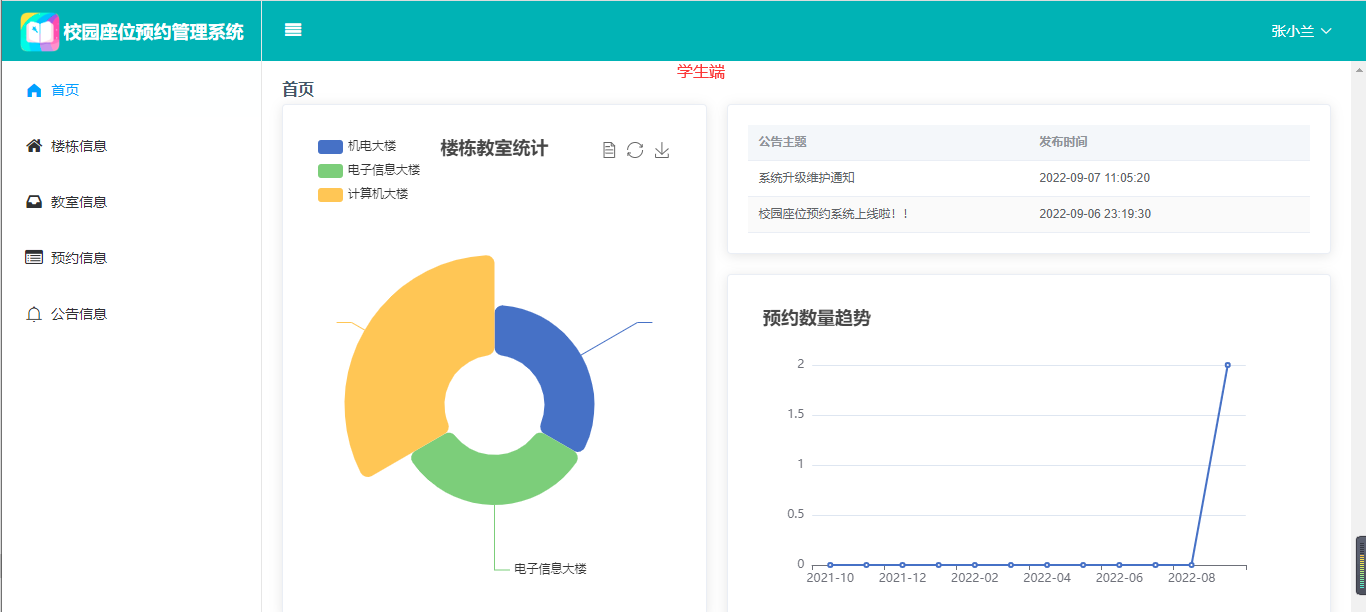 校园座位预约管理系统
张小兰
学生端
首页
楼栋信息
教室信息
预约信息
公告信息
首页
机电大楼
电子信息大楼
计算机大楼
楼栋教室统计
电子信息大楼
公告主题 发布时间
系统升级维护通知 2022-09-07 11:05:20
校园座位预约系统上线啦！！ 2022-09-06 23:19:30
预约数量趋势
2
1.5
1
0.5
0
2021-10 2021-12 2022-02 2022-04 2022-06 2022-08